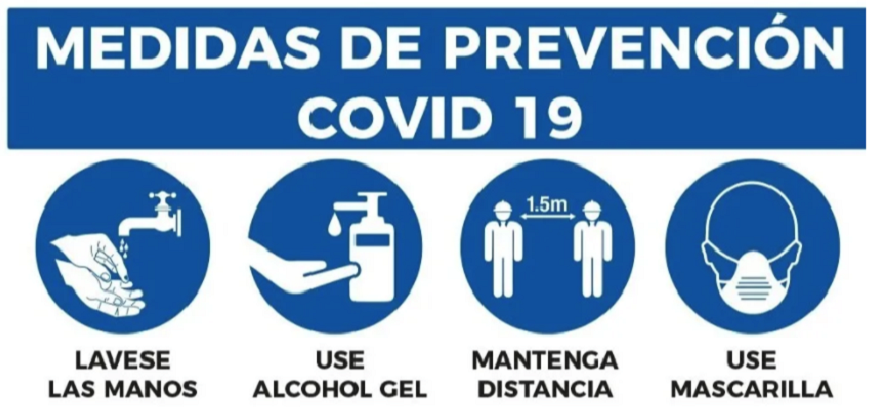 MEDIDAS DE PREVENCIÓN
COVID 19
1.5m
LAVESE
LAS MANOS
USE
ALCOHOL GEL
MANTENGA
DISTANCIA
USE
MASCARILLA